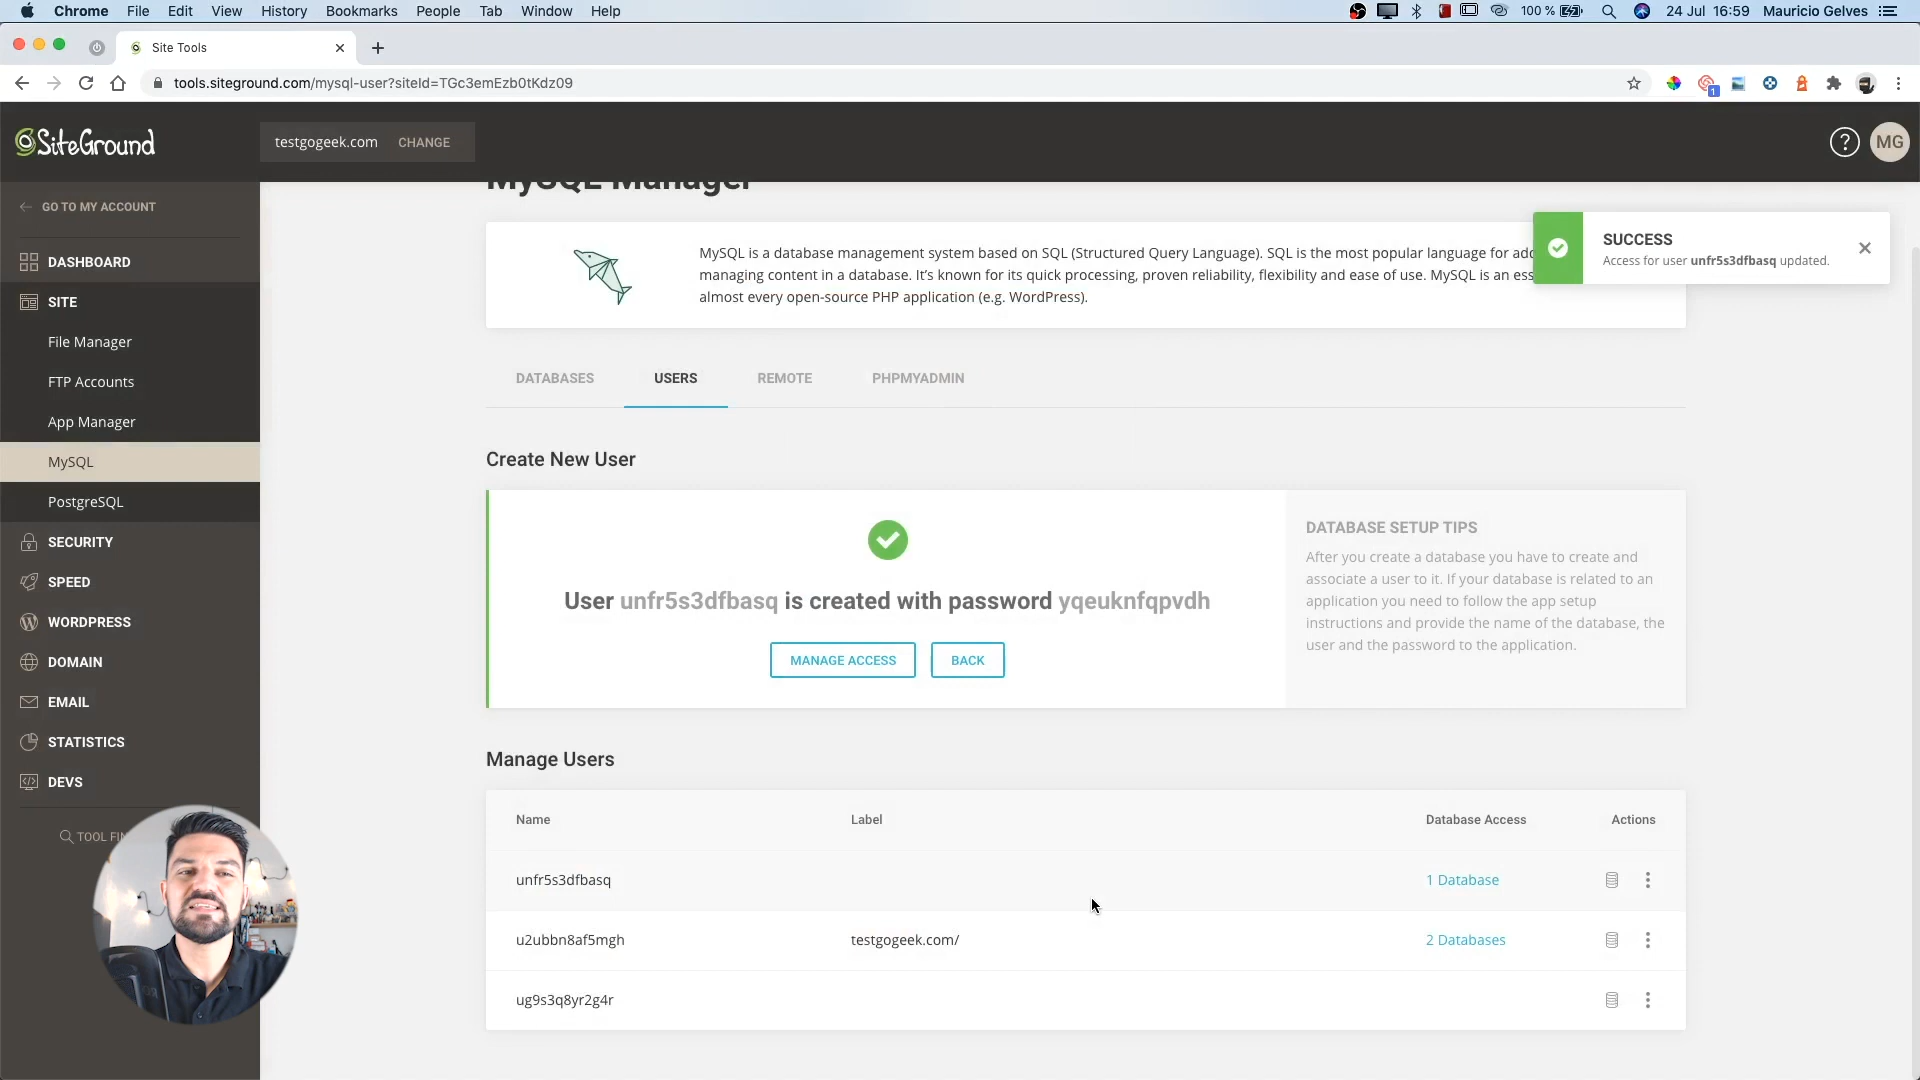 Chrome File Edit View History Bookmarks People Tab Window Help
100 % 24 Jul 16:59 Mauricio Gelves
Site Tools
tools.siteground.com/mysql-user?siteId=TGc3emEzb0tKdz09
1
SiteGround
testgogeek.com CHANGE
? MG
GO TO MY ACCOUNT
DASHBOARD
SITE
File Manager
FTP Accounts
App Manager
MySQL
PostgreSQL
SECURITY
SPEED
WORDPRESS
DOMAIN
EMAIL
STATISTICS
DEVS
TOOL
MySQL Manager
MySQL is a database management system based on SQL (Structured Query Language). SQL is the most popular language for
managing content in a database. It's known for its quick processing, proven reliability, flexibility and ease of use. MySQL is an
almost every open-source PHP application (e.g. WordPress).
SUCCESS
Access for user unfr5s3dfbasq updated.
DATABASES USERS REMOTE PHPMYADMIN
Create New User
User unfr5s3dfbasq is created with password yqeuknfqpvdh
MANAGE ACCESS BACK
DATABASE SETUP TIPS
After you create a database you have to create and
associate a user to it. If your database is related to an
application you need to follow the app setup
instructions and provide the name of the database, the
user and the password to the application.
Manage Users
Name Label Database Access Actions
unfr5s3dfbasq 1 Database
u2ubbn8af5mgh testgogeek.com/ 2 Databases
ug9s3q8yr2g4r